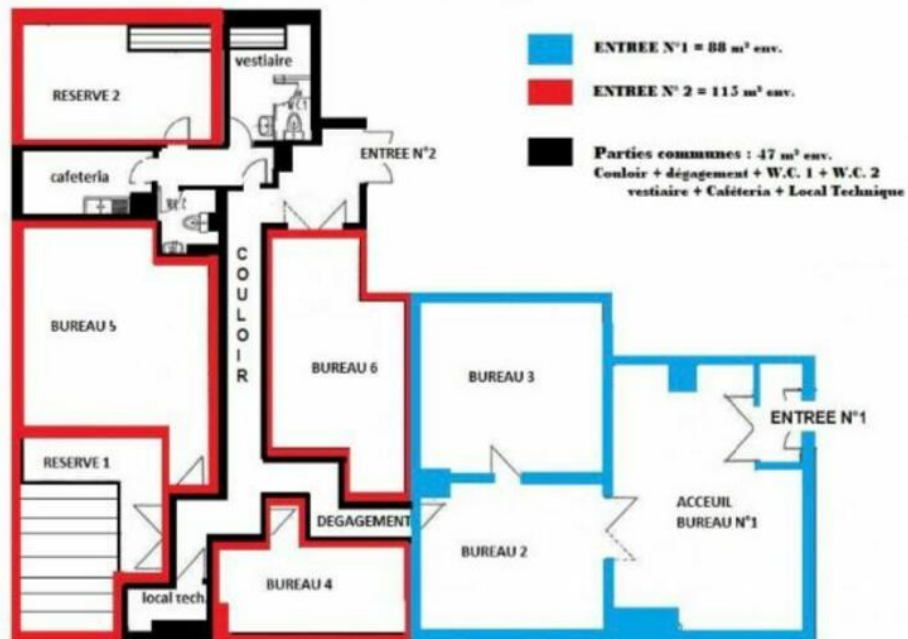 ENTREE N°1 = 88 m² env.
ENTREE N° 2 = 115 m² env.
Parties communes : 47 m² env.
Couloir + dégagement + W.C. 1 + W.C. 2
vestiaire + Caféteria + Local Technique
vestiaire
W.C 1
RESERVE 2
ENTREE N°2
cafeteria
W.C 2
COULOIR
BUREAU 5
BUREAU 6
BUREAU 3
ENTREE N°1
RESERVE 1
ACCEUIL
BUREAU N°1
DEGAGEMENT
BUREAU 2
BUREAU 4
local tech.